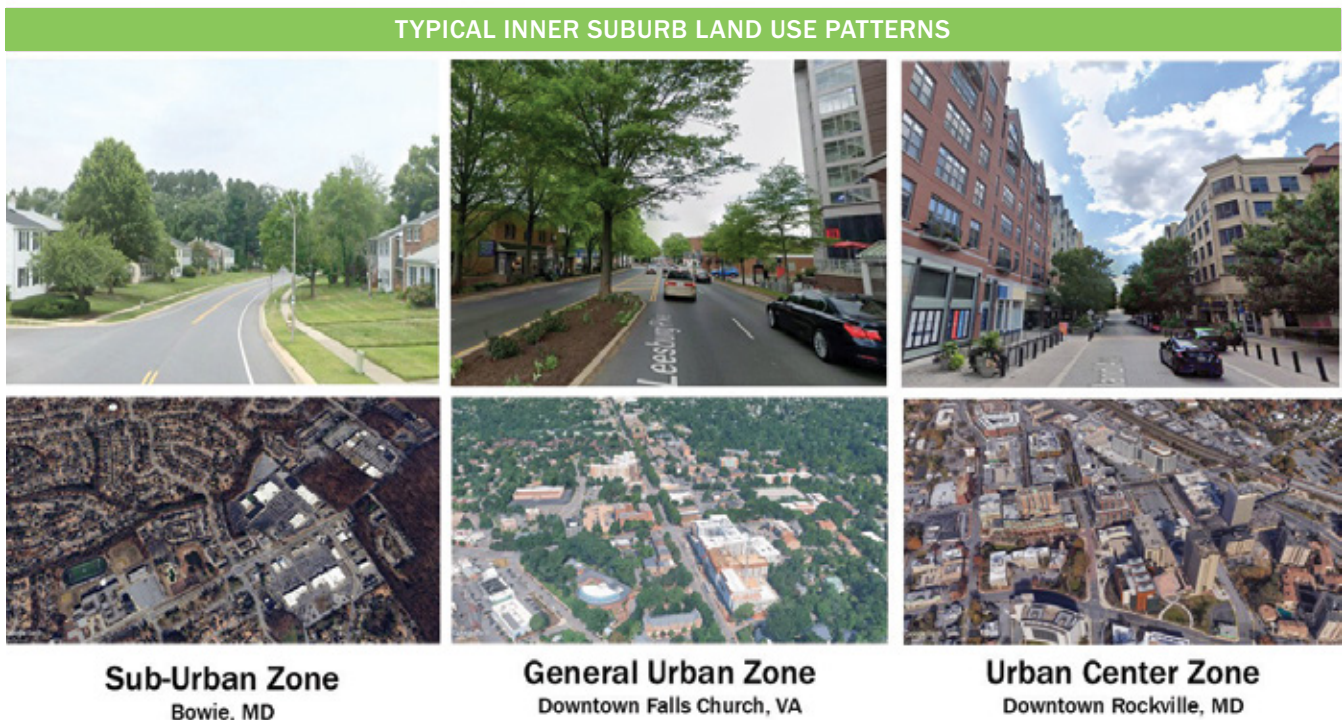 TYPICAL INNER SUBURB LAND USE PATTERNS
Leesburg
Sub-Urban Zone
General Urban Zone
Urban Center Zone
Bowie, MD
Downtown Falls Church, VA
Downtown Rockville, MD